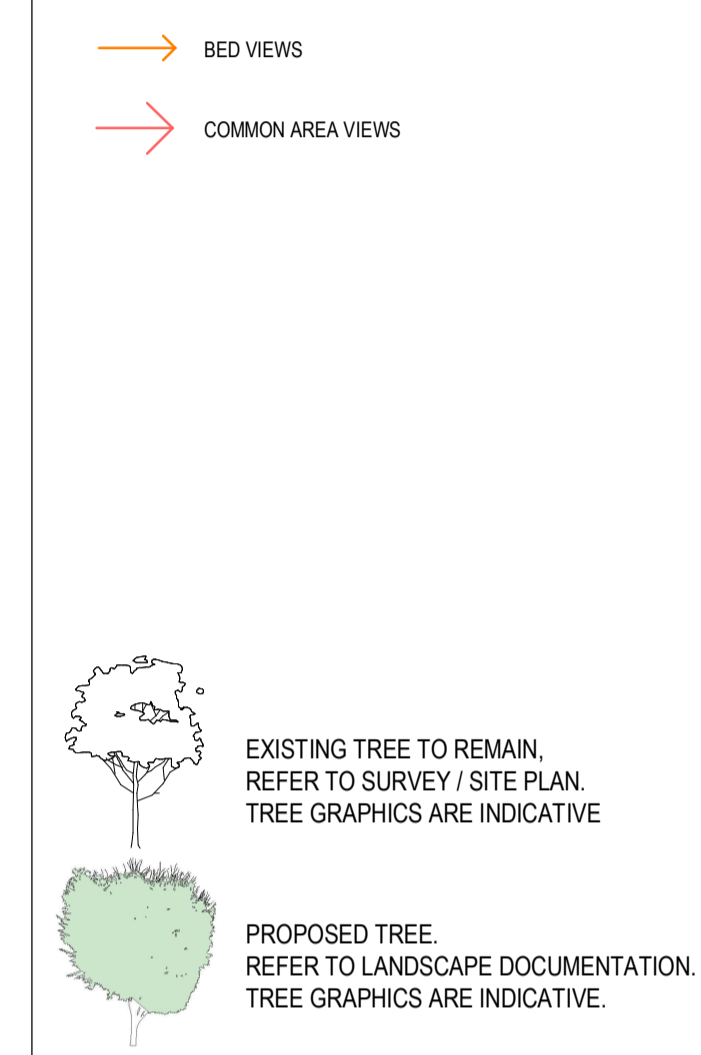 BED VIEWS
COMMON AREA VIEWS
EXISTING TREE TO REMAIN,
REFER TO SURVEY / SITE PLAN.
TREE GRAPHICS ARE INDICATIVE
PROPOSED TREE.
REFER TO LANDSCAPE DOCUMENTATION.
TREE GRAPHICS ARE INDICATIVE.